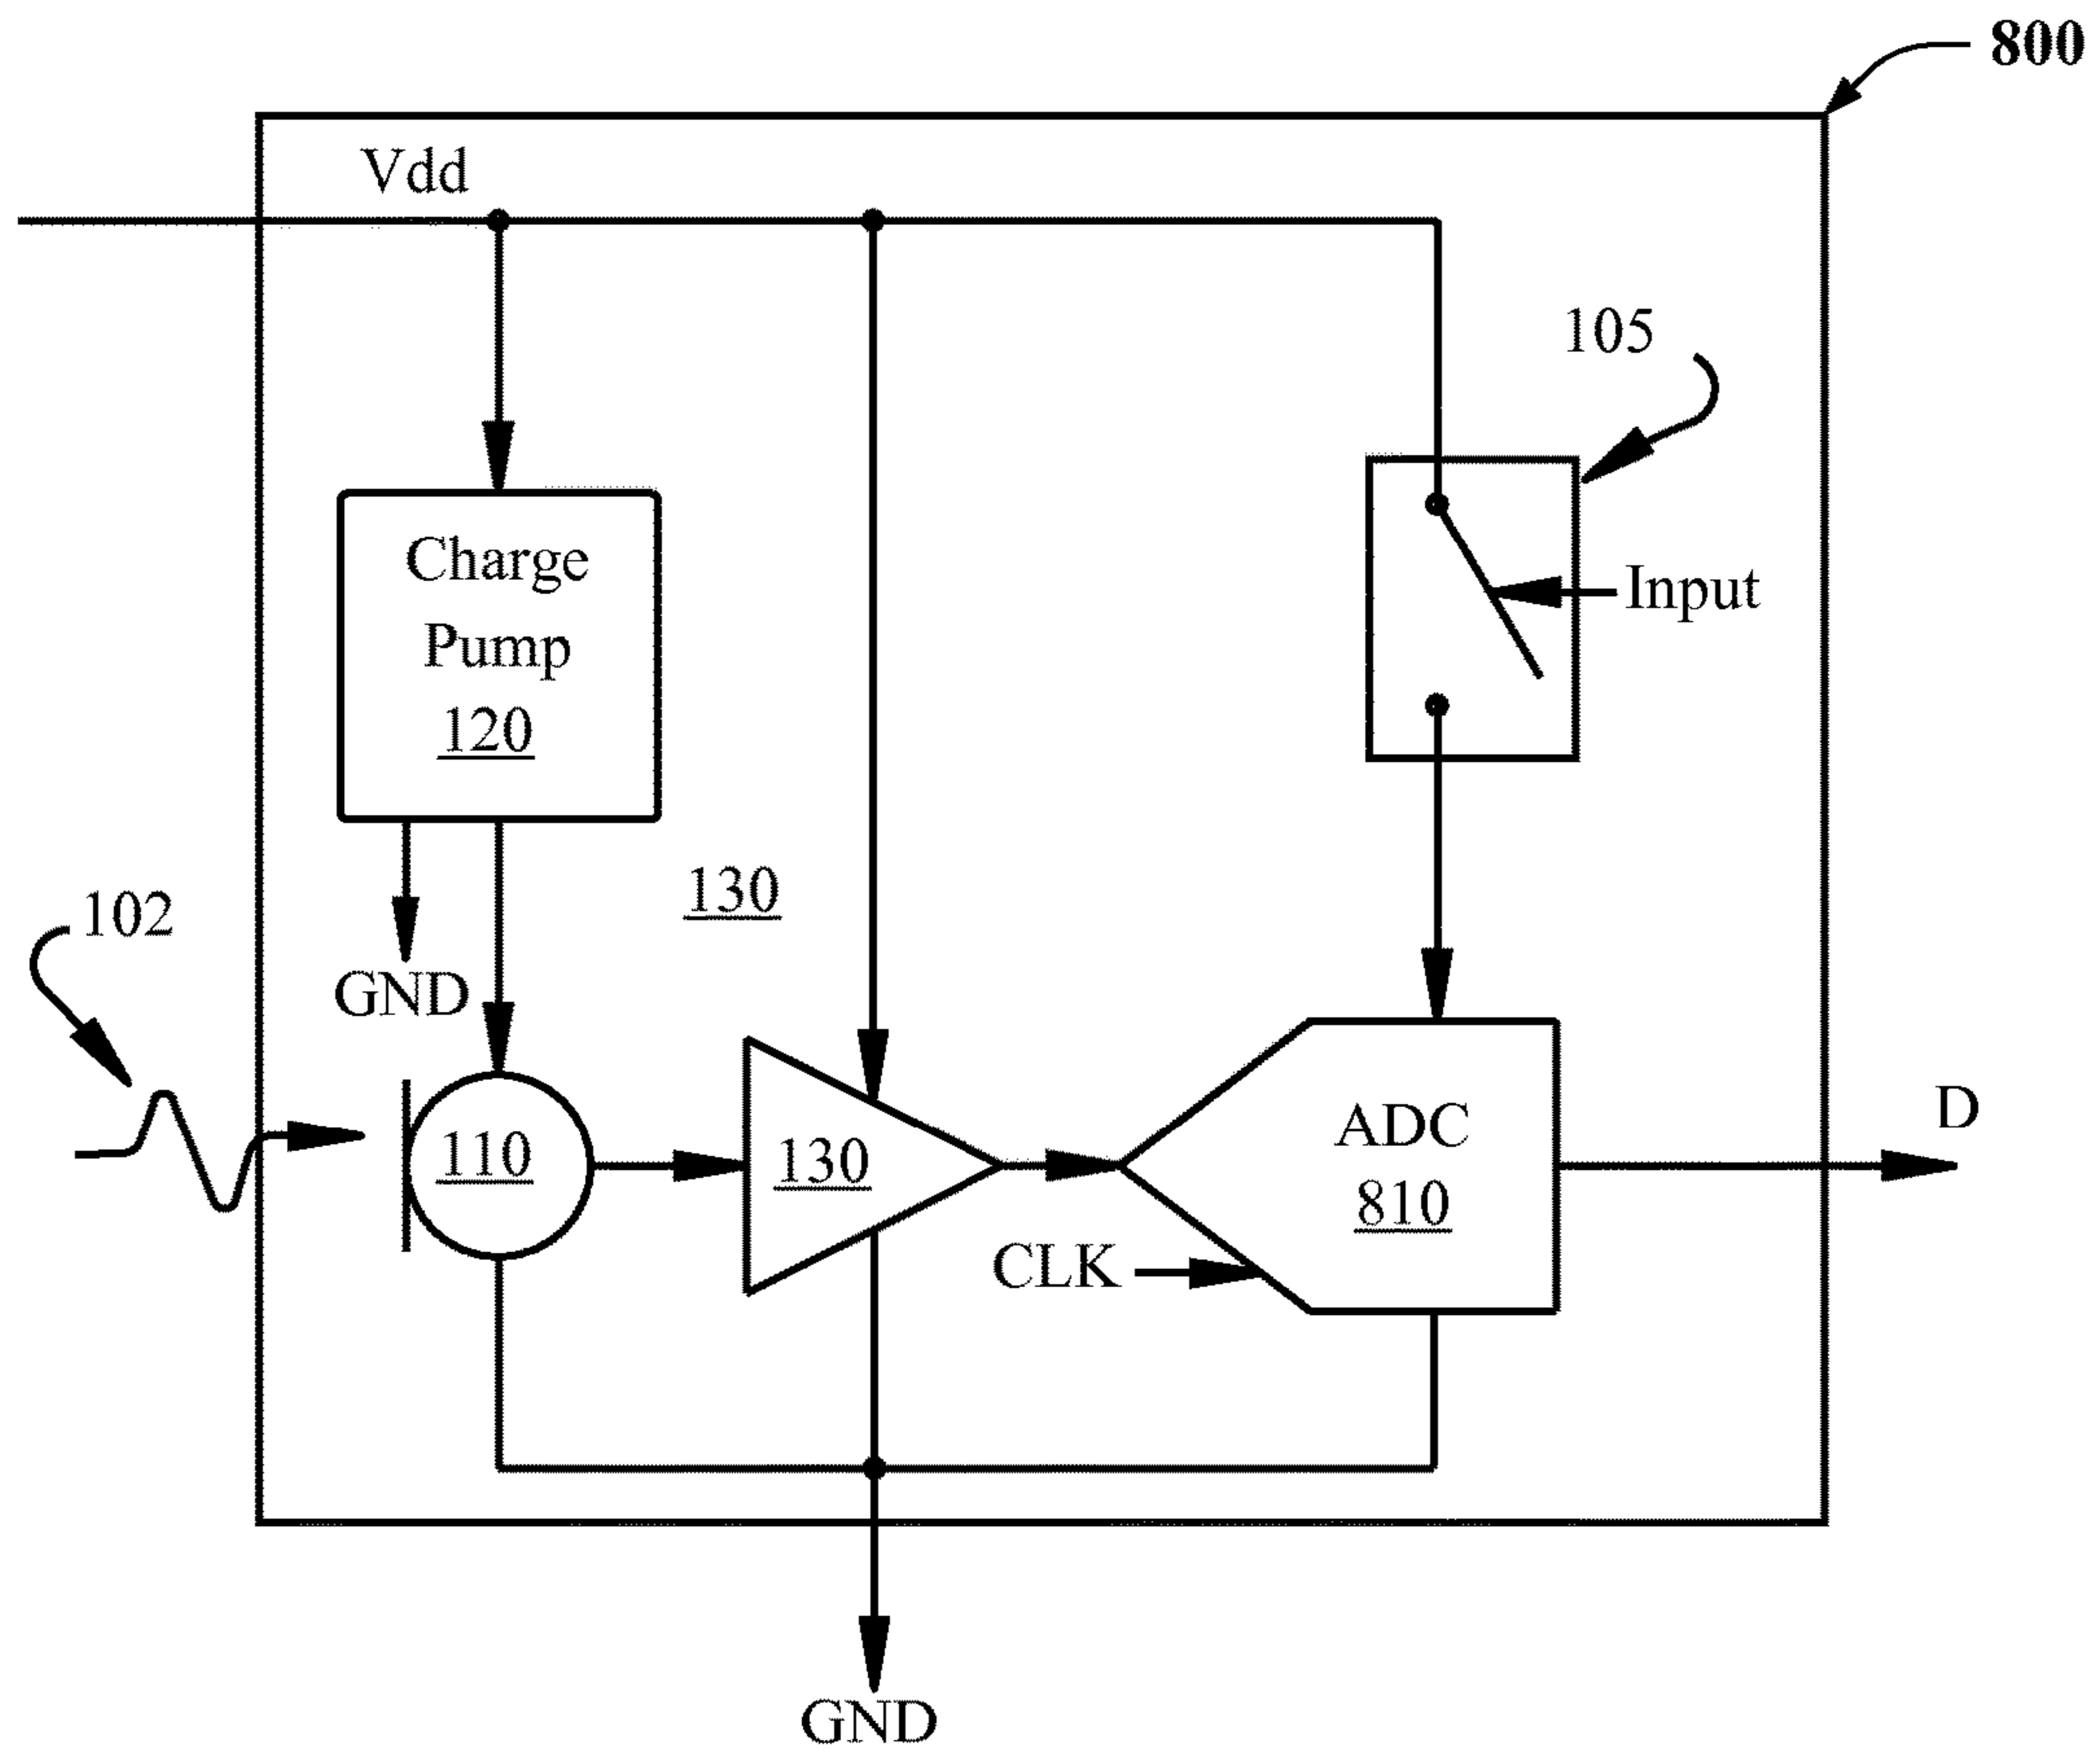 800
Vdd
105
Charge
Pump
120
Input
130
102
GND
110
130
ADC
810
D
CLK
GND